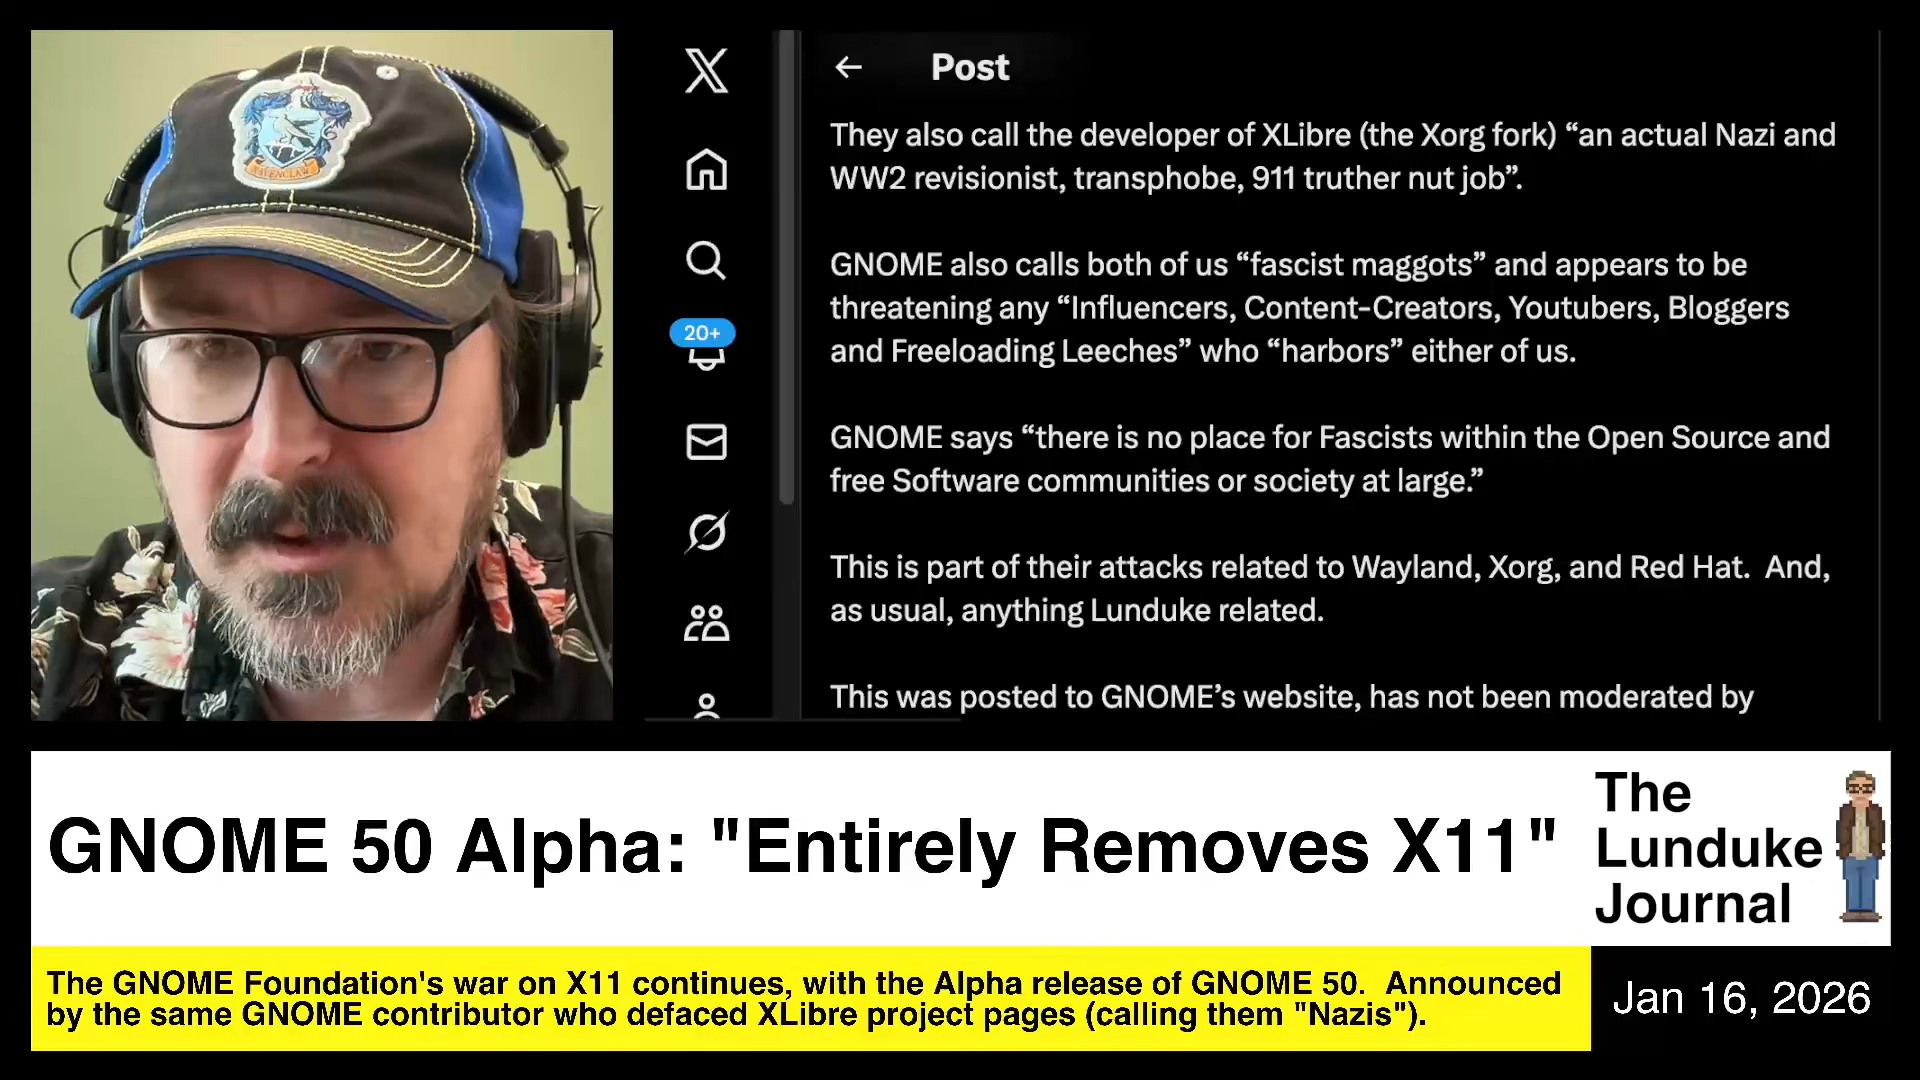 RAVENCLAW
20+
Post
They also call the developer of XLibre (the Xorg fork) “an actual Nazi and
WW2 revisionist, transphobe, 911 truther nut job”.
GNOME also calls both of us “fascist maggots” and appears to be
threatening any “Influencers, Content-Creators, Youtubers, Bloggers
and Freeloading Leeches” who “harbors” either of us.
GNOME says “there is no place for Fascists within the Open Source and
free Software communities or society at large.”
This is part of their attacks related to Wayland, Xorg, and Red Hat.  And,
as usual, anything Lunduke related.
This was posted to GNOME’s website, has not been moderated by
GNOME 50 Alpha: "Entirely Removes X11"
The
Lunduke
Journal
The GNOME Foundation's war on X11 continues, with the Alpha release of GNOME 50.  Announced
by the same GNOME contributor who defaced XLibre project pages (calling them "Nazis").
Jan 16, 2026